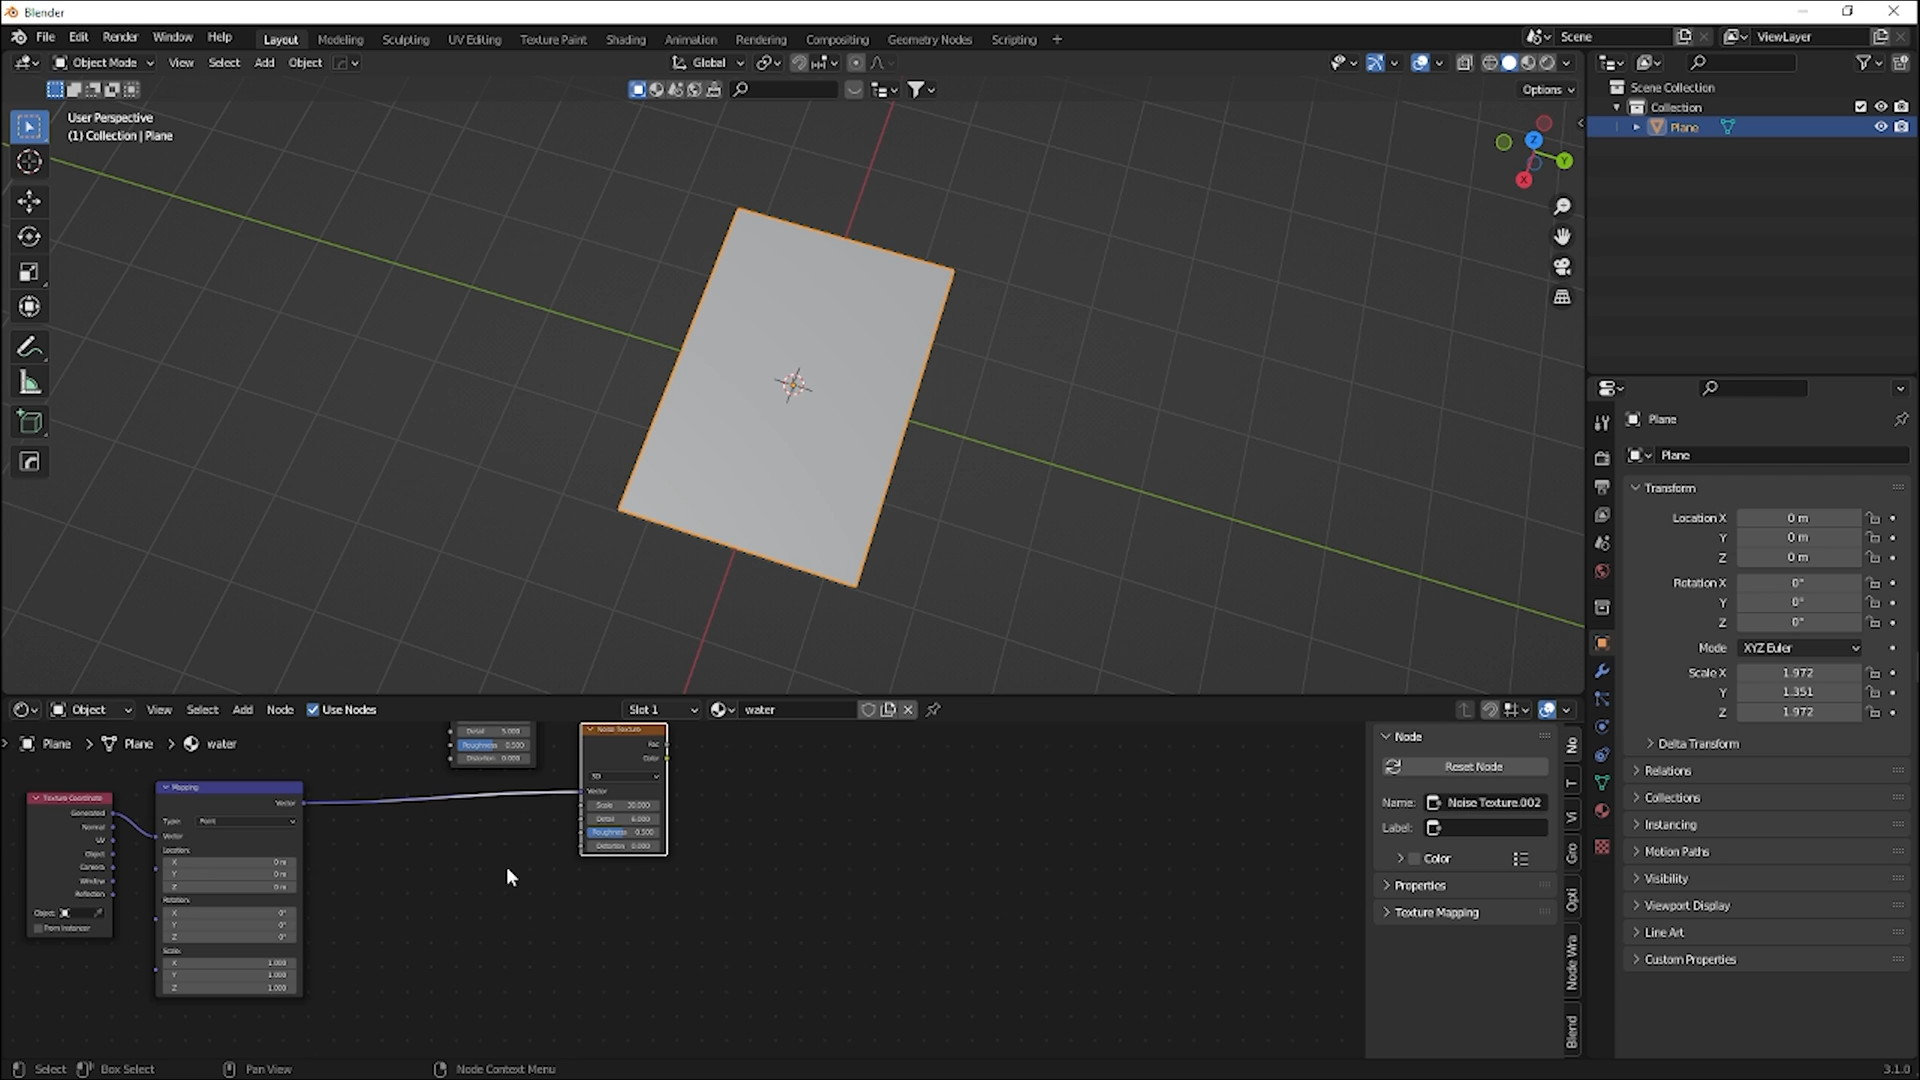 Blender
File Edit Render Window Help Layout Modeling Sculpting UV Editing Texture Paint Shading Animation Rendering Compositing Geometry Nodes Scripting + Scene ViewLayer
Object Mode View Select Add Object Global
Options
User Perspective
(1) Collection | Plane
Z
Y
X
Scene Collection
Collection
Plane
Plane
Plane
Transform
Location X 0 m
Y 0 m
Z 0 m
Rotation X 0°
Y 0°
Z 0°
Mode XYZ Euler
Scale X 1.972
Y 1.351
Z 1.972
Delta Transform
Relations
Collections
Instancing
Motion Paths
Visibility
Viewport Display
Line Art
Custom Properties
Object View Select Add Node Use Nodes Slot 1 water
Plane > Plane > water
Texture Coordinate
Generated
Normal
UV
Object
Camera
Window
Reflection
Object:
From Instancer
Mapping
Vector
Type: Point
Vector
Location:
X 0 m
Y 0 m
Z 0 m
Rotation:
X 0°
Y 0°
Z 0°
Scale:
X 1.000
Y 1.000
Z 1.000
Detail 5.000
Roughness 0.500
Distortion 0.000
Noise Texture
Fac
Color
3D
Vector
Scale 30.000
Detail 6.000
Roughness 0.500
Distortion 0.000
Node
Reset Node
Name: Noise Texture.002
Label:
Color
Properties
Texture Mapping
No
T
Vi
Gro
Opti
Node Wra
Blend
Select Box Select Pan View Node Context Menu 3.1.0